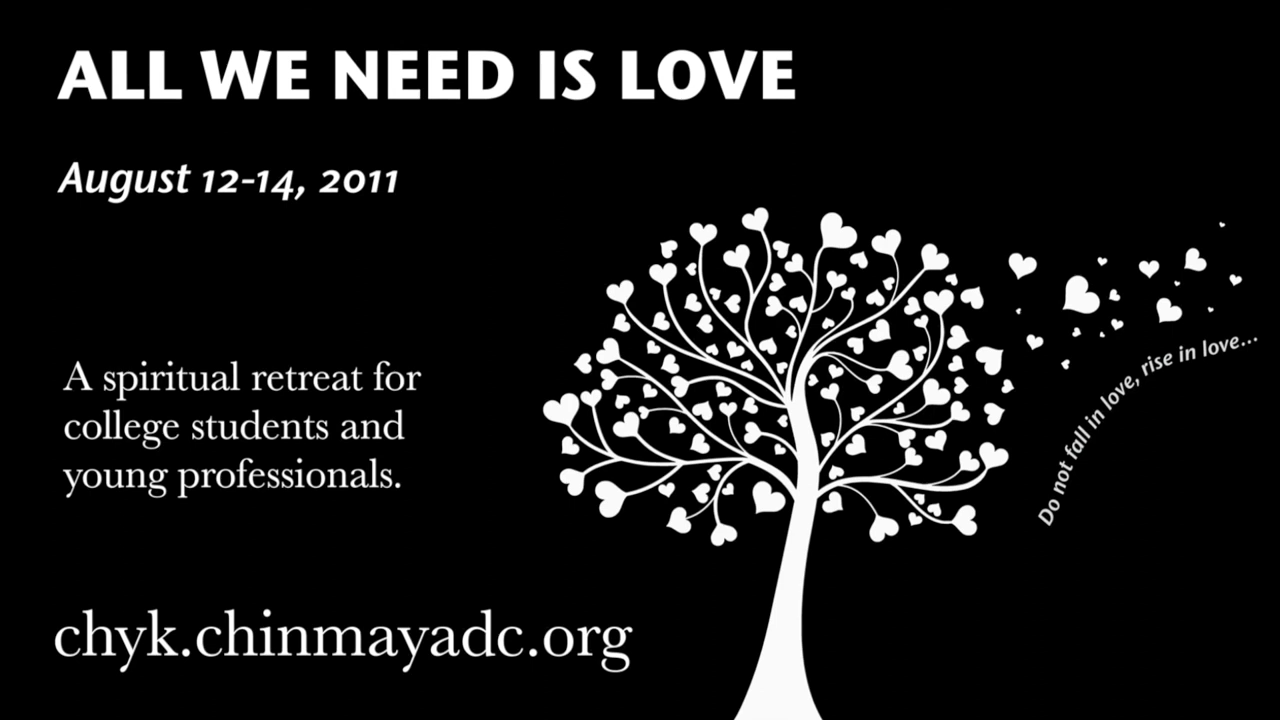 ALL WE NEED IS LOVE
August 12-14, 2011
A spiritual retreat for
college students and
young professionals.
Do not fall in love, rise in love...
chyk.chinmayadc.org